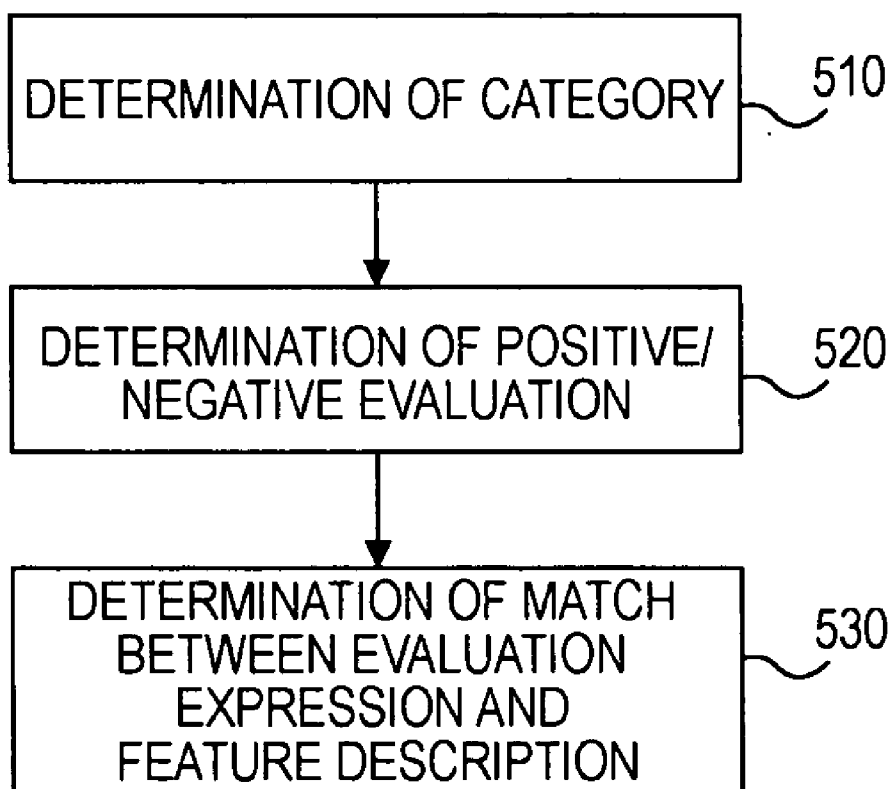 DETERMINATION OF CATEGORY
510
DETERMINATION OF POSITIVE/
NEGATIVE EVALUATION
520
DETERMINATION OF MATCH
BETWEEN EVALUATION
EXPRESSION AND
FEATURE DESCRIPTION
530